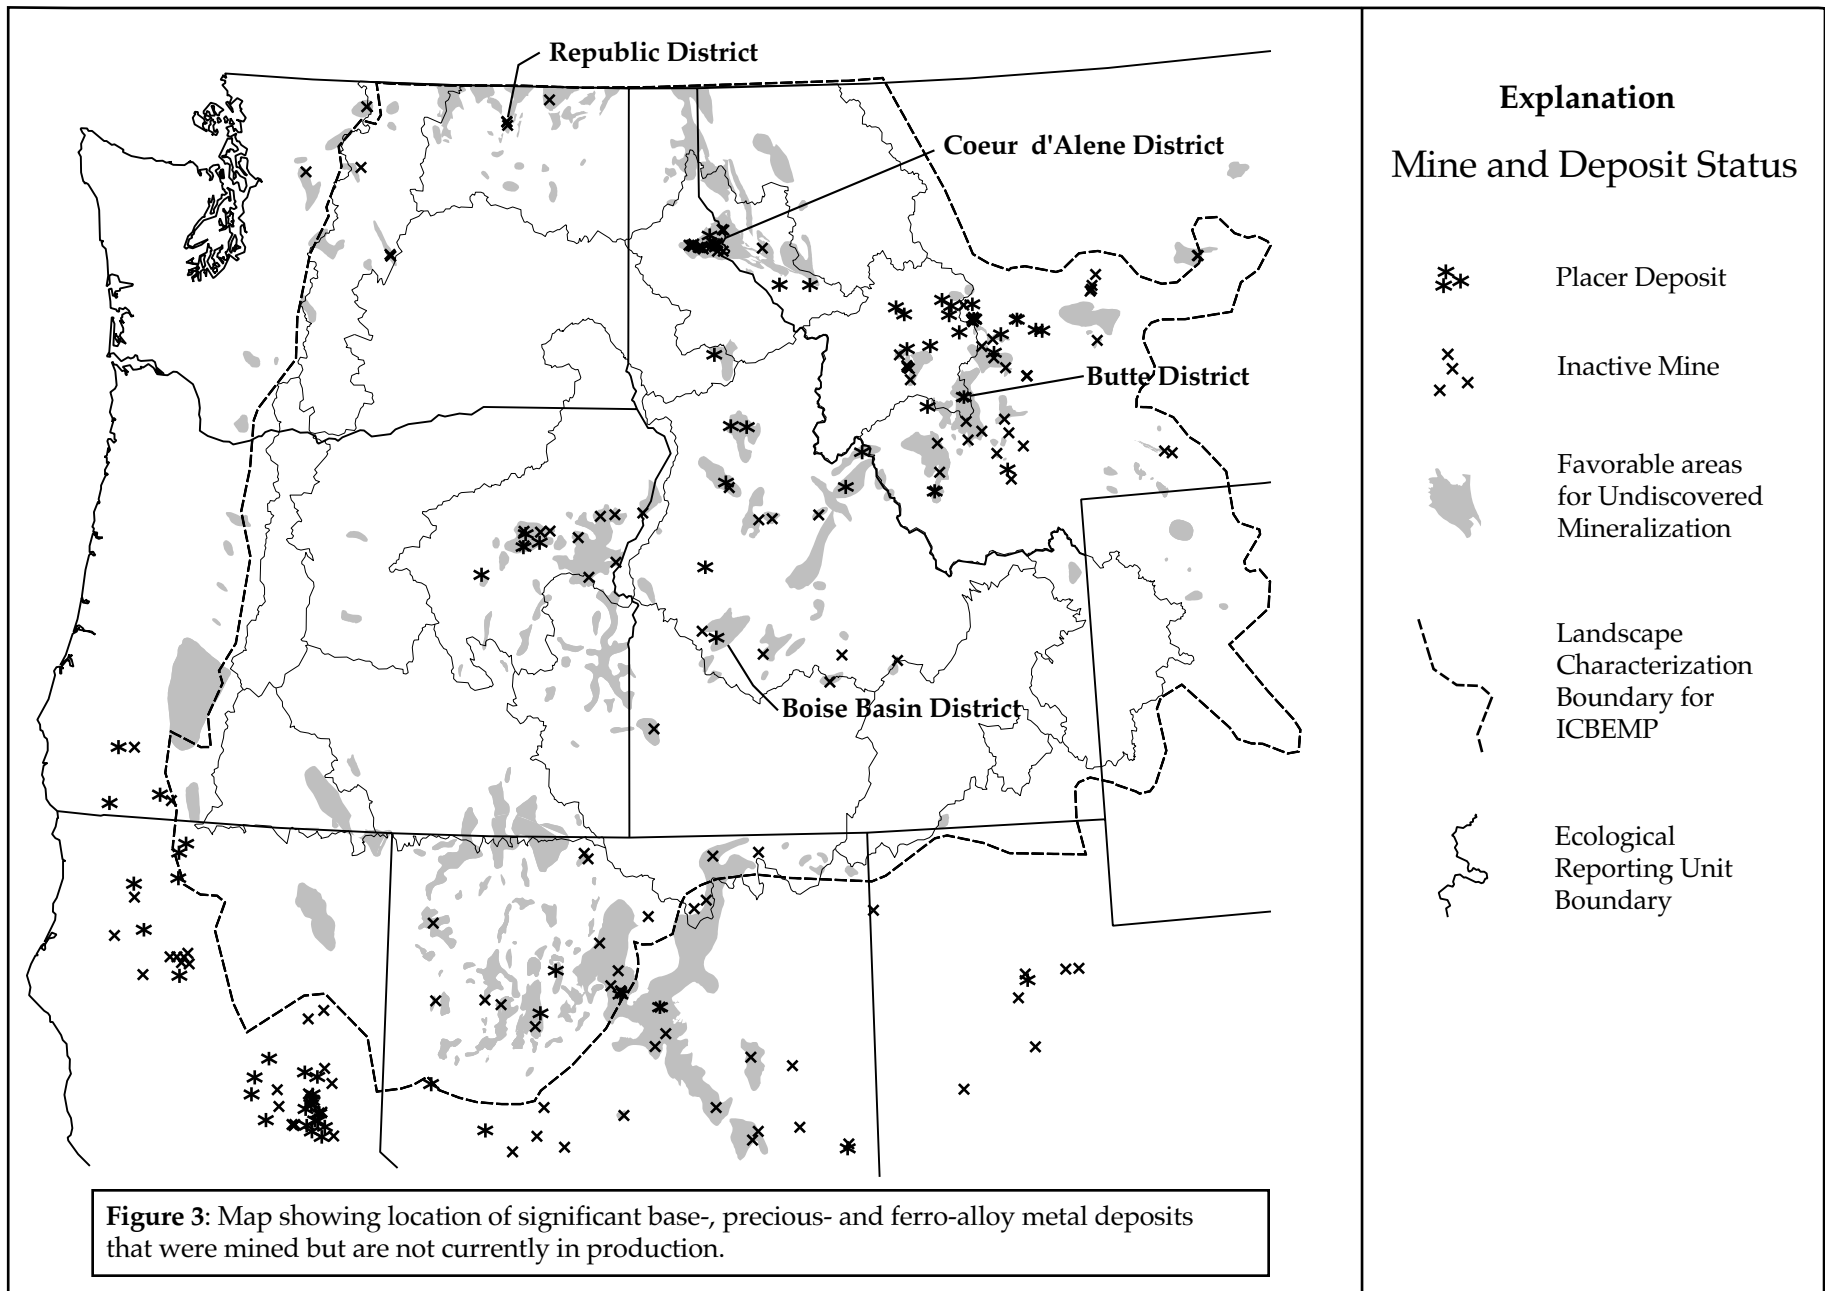 Republic District
Coeur d'Alene District
Butte District
Boise Basin District
Figure 3: Map showing location of significant base-, precious- and ferro-alloy metal deposits
that were mined but are not currently in production.
Explanation
Mine and Deposit Status
Placer Deposit
Inactive Mine
Favorable areas
for Undiscovered
Mineralization
Landscape
Characterization
Boundary for
ICBEMP
Ecological
Reporting Unit
Boundary